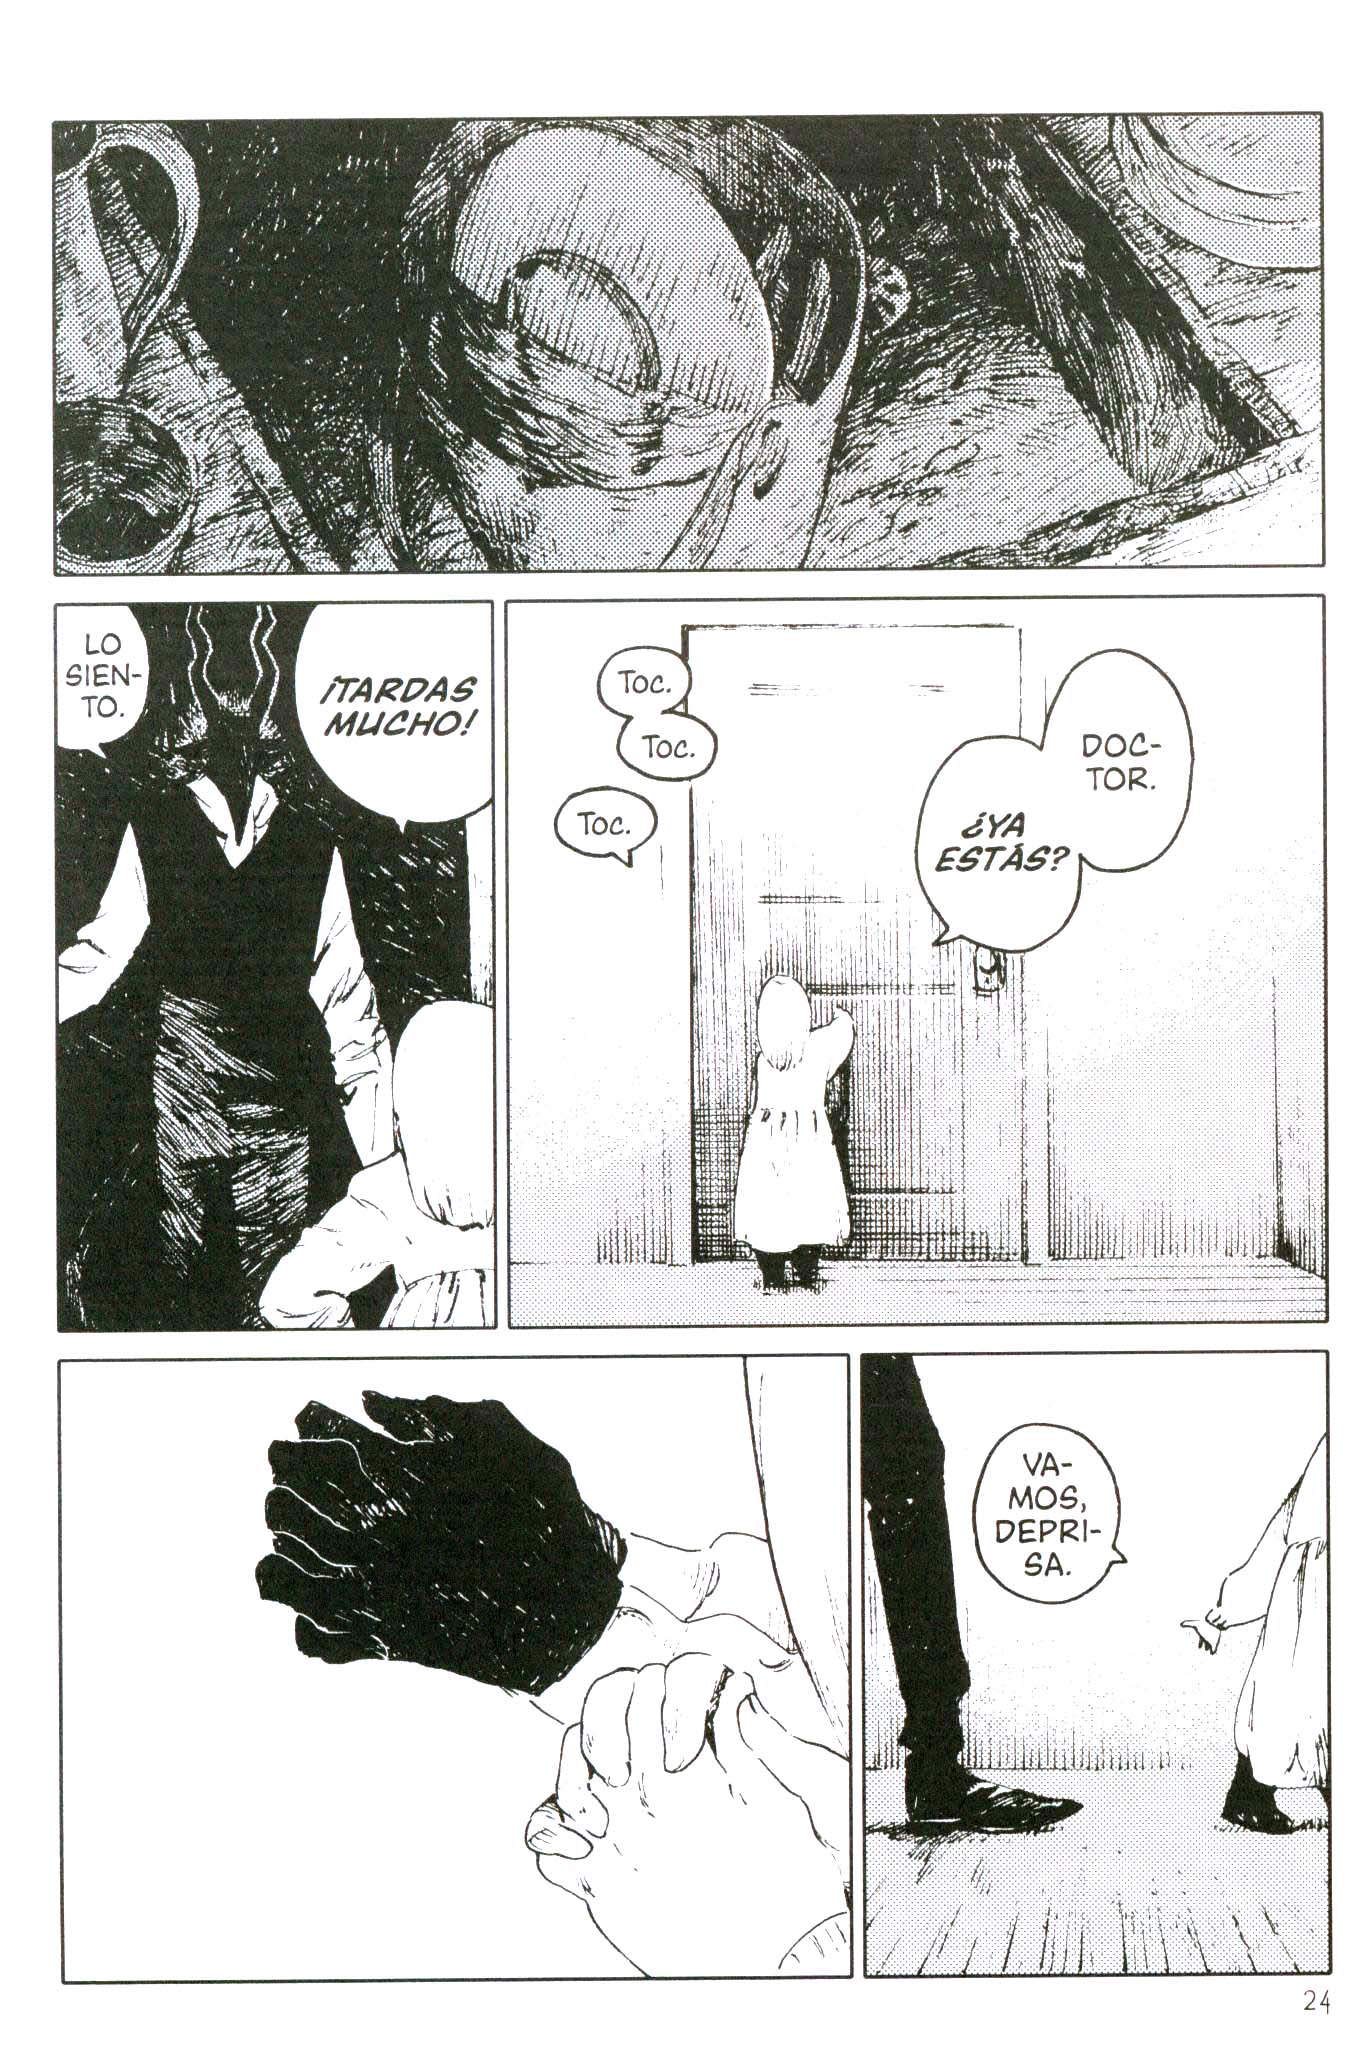 DOC-
TOR.
¿YA
ESTÁS?
TOC.
TOC.
TOC.
¡TARDAS
MUCHO!
LO
SIEN-
TO.
VA-
MOS,
DEPRI-
SA.
24